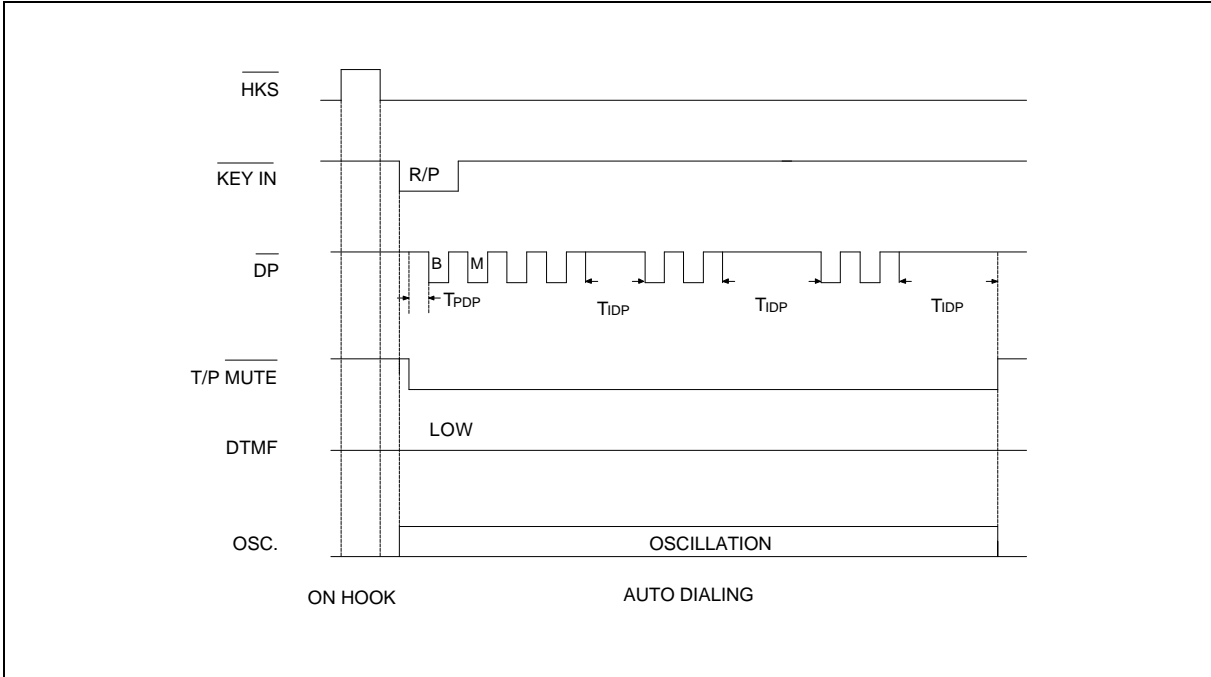 HKS
KEY IN
R/P
DP
B
M
TPDP
TIDP
TIDP
TIDP
T/P MUTE
LOW
DTMF
OSC.
OSCILLATION
ON HOOK
AUTO DIALING